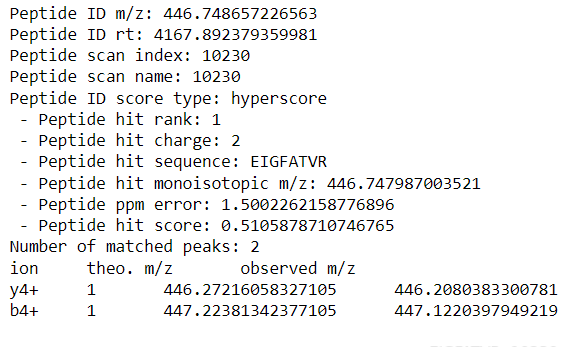 Peptide ID m/z: 446.748657226563
Peptide ID rt: 4167.892379359981
Peptide scan index: 10230
Peptide scan name: 10230
Peptide ID score type: hyperscore
- Peptide hit rank: 1
- Peptide hit charge: 2
- Peptide hit sequence: EIGFATVR
- Peptide hit monoisotopic m/z: 446.747987003521
- Peptide ppm error: 1.5002262158776896
- Peptide hit score: 0.5105878710746765
Number of matched peaks: 2
ion theo. m/z observed m/z
y4+ 1 446.27216058327105 446.2080383300781
b4+ 1 447.22381342377105 447.1220397949219